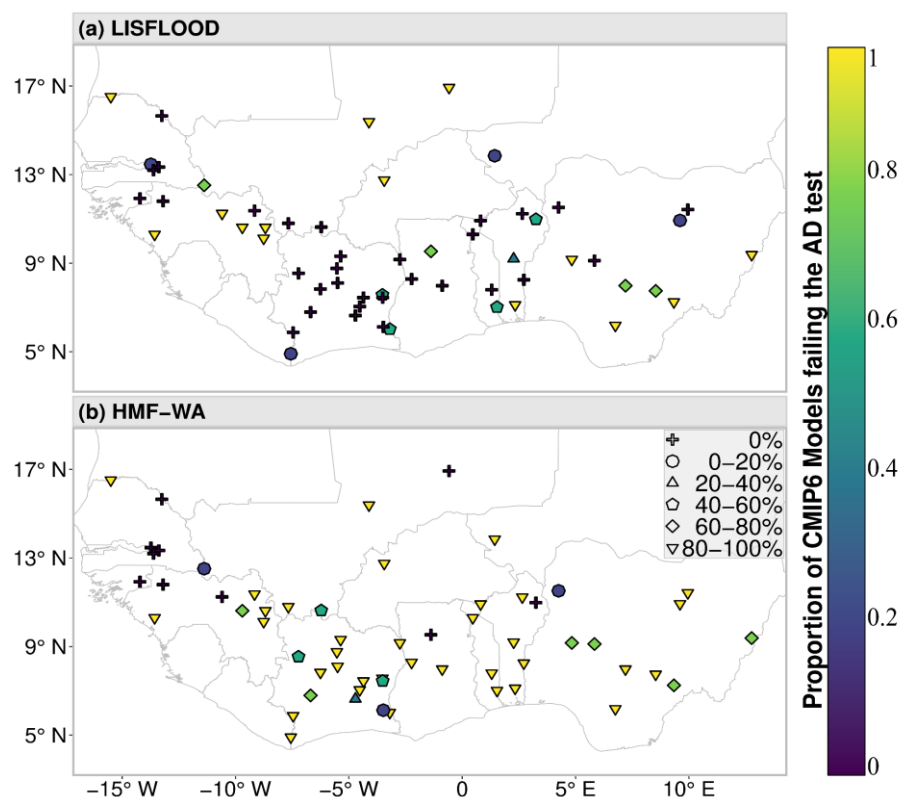 (a) LISFLOOD
17° N
13° N
9° N
5° N
(b) HMF−WA
0%
0−20%
20−40%
40−60%
60−80%
80−100%
17° N
13° N
9° N
5° N
−15° W
−10° W
−5° W
0
5° E
10° E
Proportion of CMIP6 Models failing the AD test
1
0.8
0.6
0.4
0.2
0